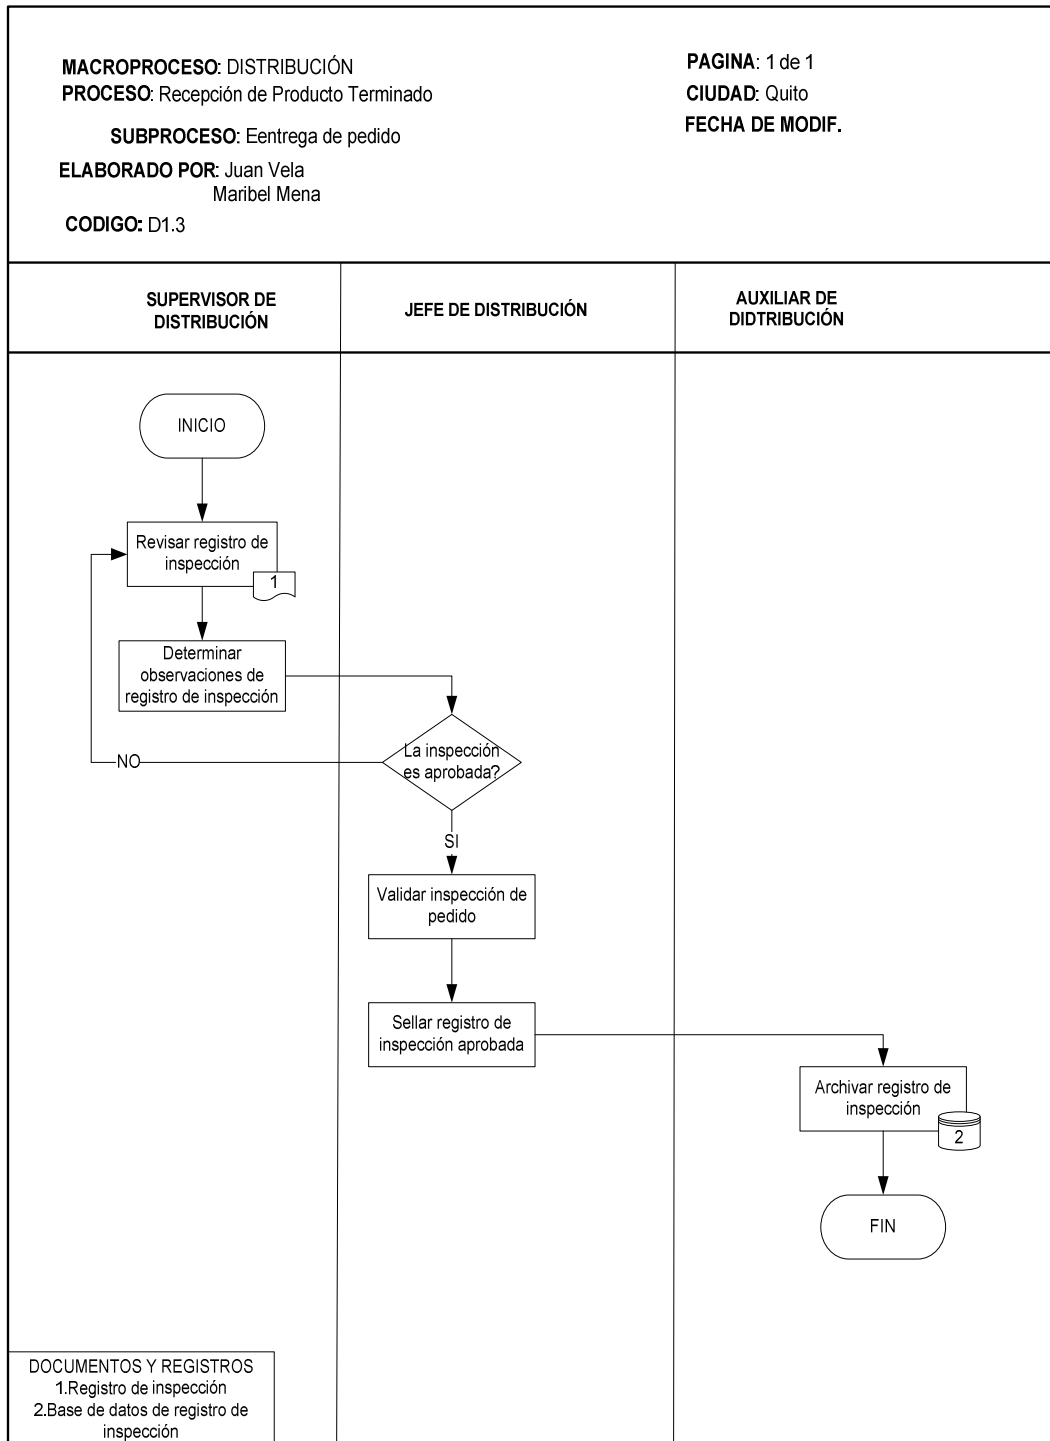 MACROPROCESO: DISTRIBUCIÓN
PROCESO: Recepción de Producto Terminado
SUBPROCESO: Eentrega de pedido
ELABORADO POR: Juan Vela
Maribel Mena
CODIGO: D1.3
PAGINA: 1 de 1
CIUDAD: Quito
FECHA DE MODIF.
SUPERVISOR DE
DISTRIBUCIÓN
JEFE DE DISTRIBUCIÓN
AUXILIAR DE
DIDTRIBUCIÓN
INICIO
Revisar registro de
inspección
1
Determinar
observaciones de
registro de inspección
La inspección
es aprobada?
NO
SI
Validar inspección de
pedido
Sellar registro de
inspección aprobada
Archivar registro de
inspección
2
FIN
DOCUMENTOS Y REGISTROS
1.Registro de inspección
2.Base de datos de registro de
inspección